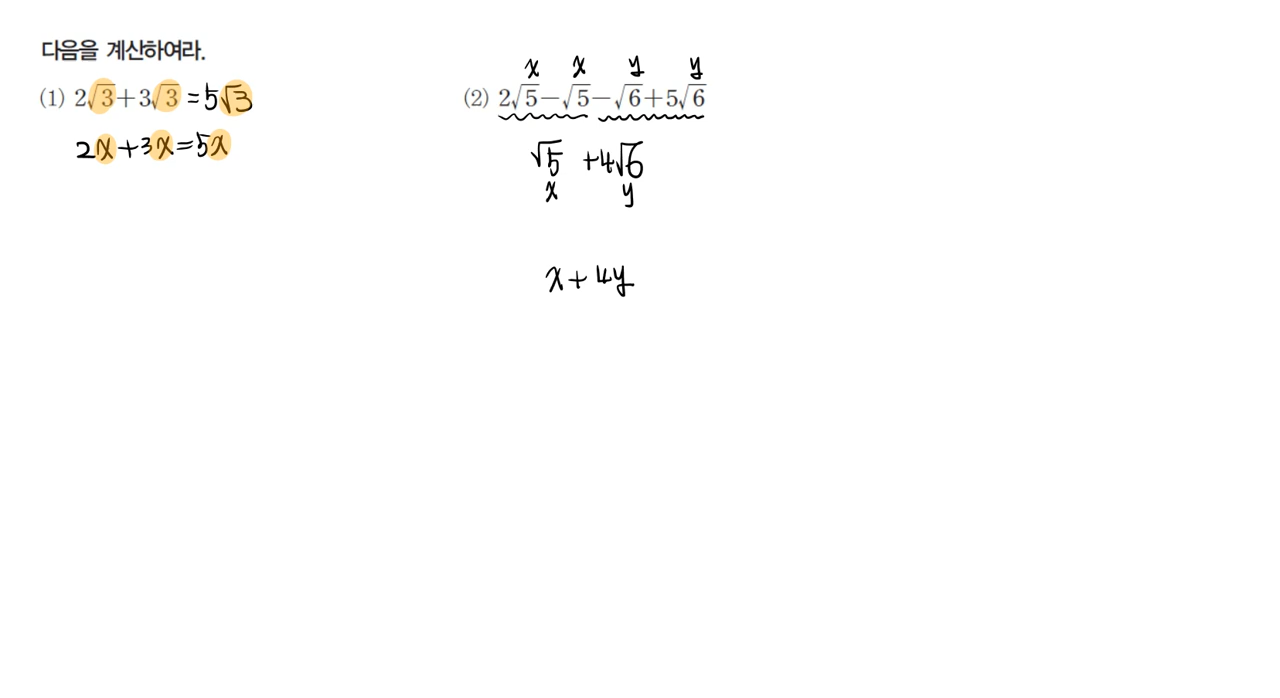 다음을 계산하여라.
(1) 2√3+3√3 = 5√3
2x+3x=5x
x x y y
(2) 2√5−√5−√6+5√6
√5 +4√6
x y
x+4y